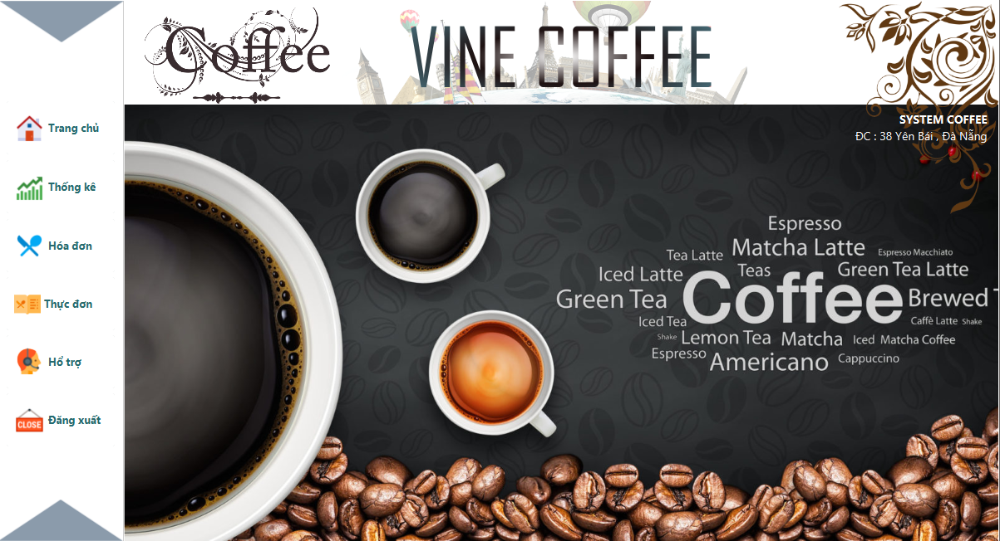 Coffee
VINE COFFEE
SYSTEM COFFEE
ĐC : 38 Yên Bái , Đà Nẵng
Trang chủ
Thống kê
Hóa đơn
Thực đơn
Hổ trợ
CLOSE
Đăng xuất
Espresso
Tea Latte Matcha Latte Espresso Macchiato
Iced Latte Teas Green Tea Latte
Green Tea Coffee Brewed
Iced Tea Caffè Latte Shake
Shake Lemon Tea Matcha Iced Matcha Coffee
Espresso Americano Cappuccino